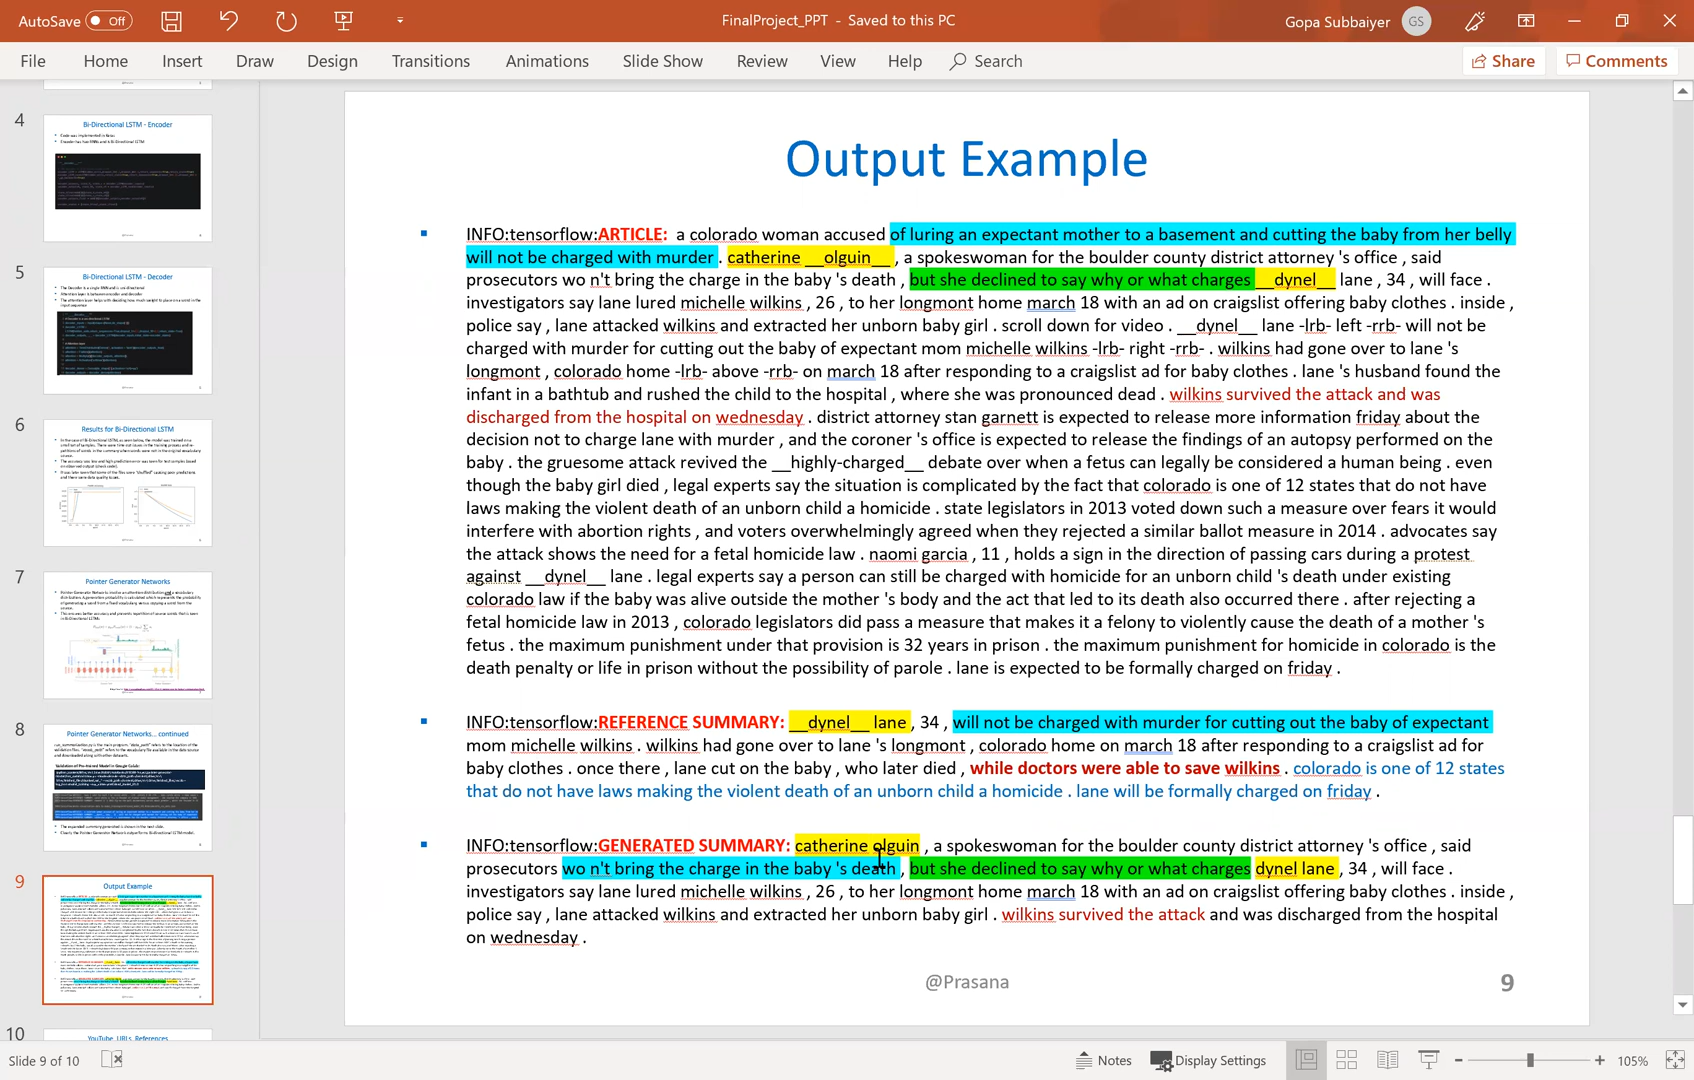 AutoSave Off FinalProject_PPT - Saved to this PC Gopa Subbaiyer GS
File Home Insert Draw Design Transitions Animations Slide Show Review View Help Search Share Comments
4
Bi-Directional LSTM - Encoder
5
Bi-Directional LSTM - Decoder
6
Results for Bi-Directional LSTM
7
Pointer Generator Networks
8
Pointer Generator Networks... continued
9
Output Example
10
YouTube, URLs, References
Output Example
INFO:tensorflow:ARTICLE: a colorado woman accused of luring an expectant mother to a basement and cutting the baby from her belly
will not be charged with murder . catherine __olguin__ , a spokeswoman for the boulder county district attorney 's office , said
prosecutors wo n't bring the charge in the baby 's death , but she declined to say why or what charges __dynel__ lane , 34 , will face .
investigators say lane lured michelle wilkins , 26 , to her longmont home march 18 with an ad on craigslist offering baby clothes . inside ,
police say , lane attacked wilkins and extracted her unborn baby girl . scroll down for video . __dynel__ lane -lrb- left -rrb- will not be
charged with murder for cutting out the baby of expectant mom michelle wilkins -lrb- right -rrb- . wilkins had gone over to lane 's
longmont , colorado home -lrb- above -rrb- on march 18 after responding to a craigslist ad for baby clothes . lane 's husband found the
infant in a bathtub and rushed the child to the hospital , where she was pronounced dead . wilkins survived the attack and was
discharged from the hospital on wednesday . district attorney stan garnett is expected to release more information friday about the
decision not to charge lane with murder , and the coroner 's office is expected to release the findings of an autopsy performed on the
baby . the gruesome attack revived the __highly-charged__ debate over when a fetus can legally be considered a human being . even
though the baby girl died , legal experts say the situation is complicated by the fact that colorado is one of 12 states that do not have
laws making the violent death of an unborn child a homicide . state legislators in 2013 voted down such a measure over fears it would
interfere with abortion rights , and voters overwhelmingly agreed when they rejected a similar ballot measure in 2014 . advocates say
the attack shows the need for a fetal homicide law . naomi garcia , 11 , holds a sign in the direction of passing cars during a protest
against __dynel__ lane . legal experts say a person can still be charged with homicide for an unborn child 's death under existing
colorado law if the baby was alive outside the mother 's body and the act that led to its death also occurred there . after rejecting a
fetal homicide law in 2013 , colorado legislators did pass a measure that makes it a felony to violently cause the death of a mother 's
fetus . the maximum punishment under that provision is 32 years in prison . the maximum punishment for homicide in colorado is the
death penalty or life in prison without the possibility of parole . lane is expected to be formally charged on friday .
INFO:tensorflow:REFERENCE SUMMARY: __dynel__ lane , 34 , will not be charged with murder for cutting out the baby of expectant
mom michelle wilkins . wilkins had gone over to lane 's longmont , colorado home on march 18 after responding to a craigslist ad for
baby clothes . once there , lane cut on the baby , who later died , while doctors were able to save wilkins . colorado is one of 12 states
that do not have laws making the violent death of an unborn child a homicide . lane will be formally charged on friday .
INFO:tensorflow:GENERATED SUMMARY: catherine olguin , a spokeswoman for the boulder county district attorney 's office , said
prosecutors wo n't bring the charge in the baby 's death , but she declined to say why or what charges dynel lane , 34 , will face .
investigators say lane lured michelle wilkins , 26 , to her longmont home march 18 with an ad on craigslist offering baby clothes . inside ,
police say , lane attacked wilkins and extracted her unborn baby girl . wilkins survived the attack and was discharged from the hospital
on wednesday .
@Prasana 9
Slide 9 of 10 Notes Display Settings 105%